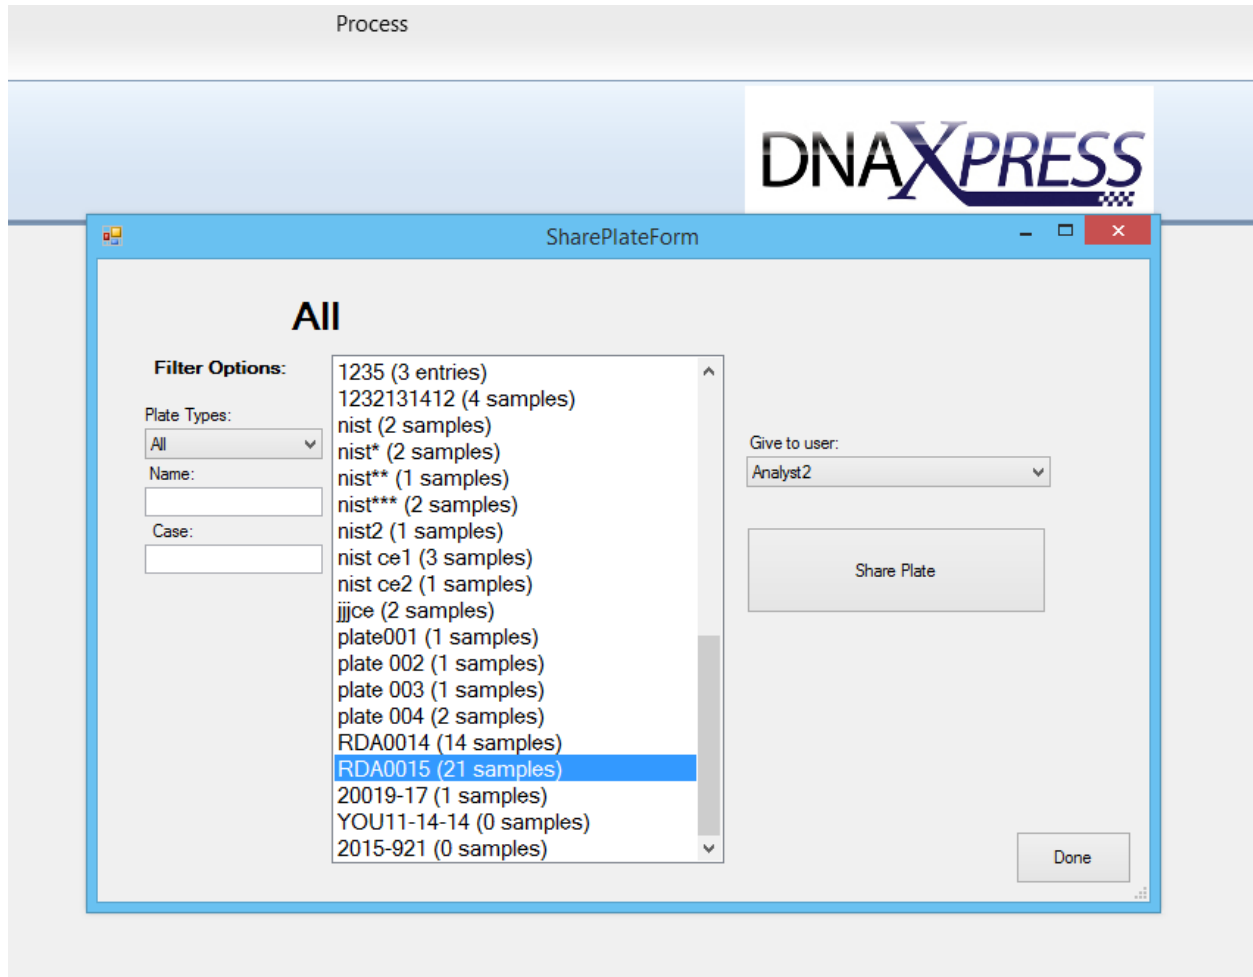 Process
DNAXPRESS
SharePlateForm
All
Filter Options:
Plate Types:
All
Name:
Case:
1235 (3 entries)
1232131412 (4 samples)
nist (2 samples)
nist* (2 samples)
nist** (1 samples)
nist*** (2 samples)
nist2 (1 samples)
nist ce1 (3 samples)
nist ce2 (1 samples)
jjjce (2 samples)
plate001 (1 samples)
plate 002 (1 samples)
plate 003 (1 samples)
plate 004 (2 samples)
RDA0014 (14 samples)
RDA0015 (21 samples)
20019-17 (1 samples)
YOU11-14-14 (0 samples)
2015-921 (0 samples)
Give to user:
Analyst2
Share Plate
Done